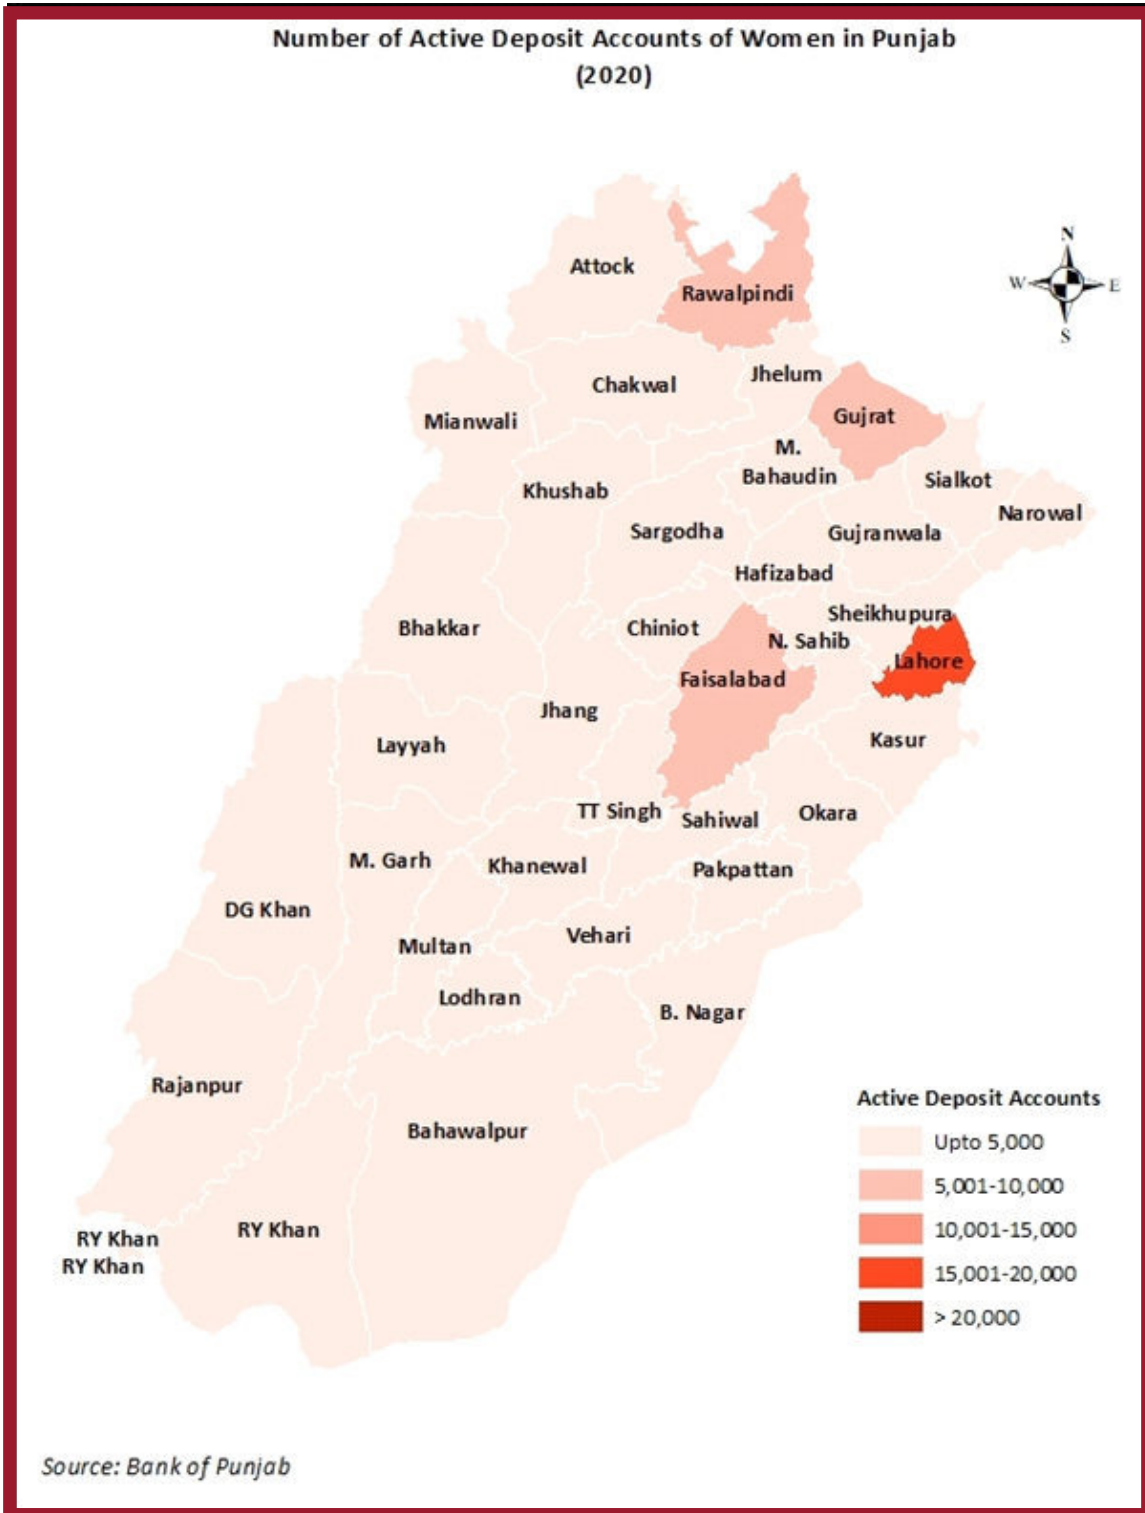 Number of Active Deposit Accounts of Women in Punjab
(2020)
N
W
E
S
Attock
Rawalpindi
Chakwal
Jhelum
Mianwali
Gujrat
M.
Bahaudin
Khushab
Sialkot
Narowal
Sargodha
Gujranwala
Hafizabad
Bhakkar
Chiniot
Sheikhupura
N. Sahib
Lahore
Faisalabad
Jhang
Layyah
Kasur
TT Singh
Sahiwal
Okara
M. Garh
Khanewal
Pakpattan
DG Khan
Multan
Vehari
Lodhran
B. Nagar
Rajanpur
Bahawalpur
RY Khan
RY Khan
RY Khan
Active Deposit Accounts
Upto 5,000
5,001-10,000
10,001-15,000
15,001-20,000
> 20,000
Source: Bank of Punjab